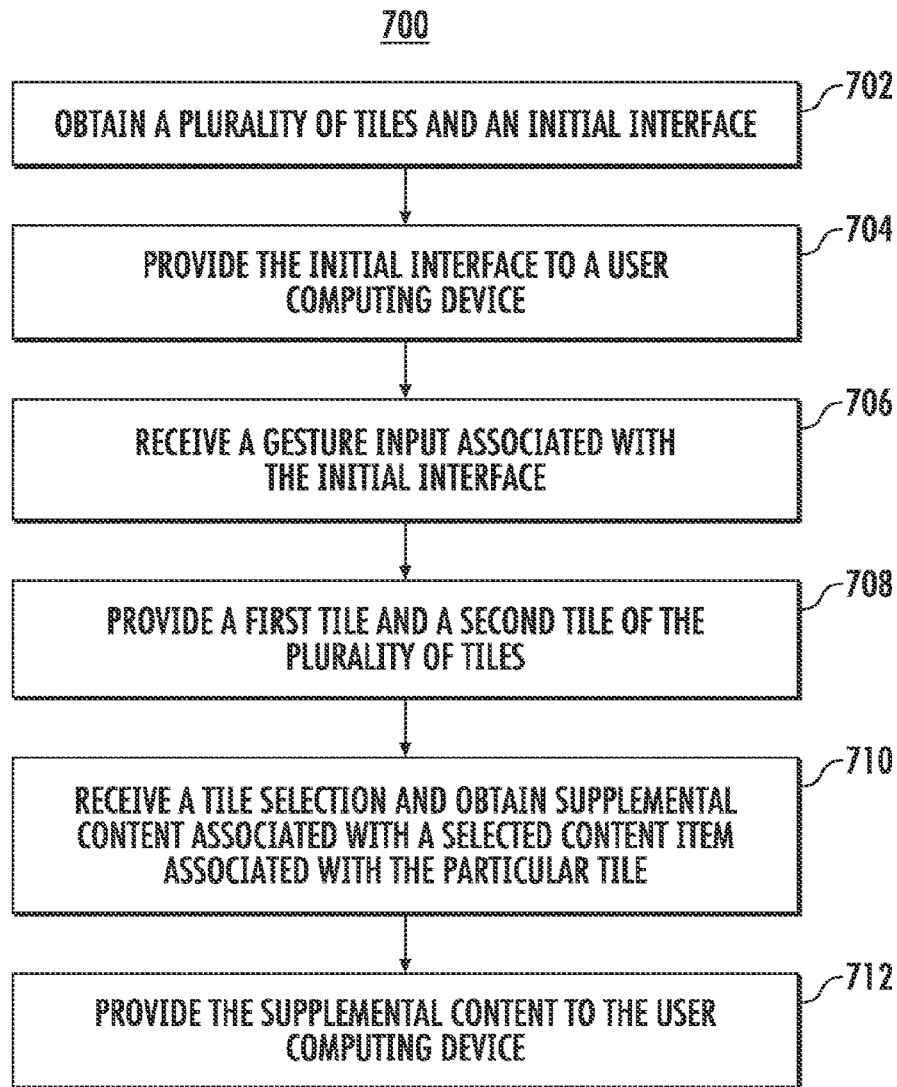 700
702
OBTAIN A PLURALITY OF TILES AND AN INITIAL INTERFACE
704
PROVIDE THE INITIAL INTERFACE TO A USER
COMPUTING DEVICE
706
RECEIVE A GESTURE INPUT ASSOCIATED WITH
THE INITIAL INTERFACE
708
PROVIDE A FIRST TILE AND A SECOND TILE OF THE
PLURALITY OF TILES
710
RECEIVE A TILE SELECTION AND OBTAIN SUPPLEMENTAL
CONTENT ASSOCIATED WITH A SELECTED CONTENT ITEM
ASSOCIATED WITH THE PARTICULAR TILE
712
PROVIDE THE SUPPLEMENTAL CONTENT TO THE USER
COMPUTING DEVICE